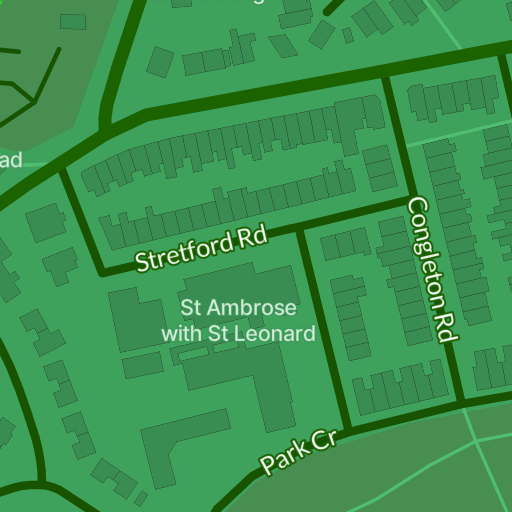 ad
Stretford Rd
Congleton Rd
St Ambrose
with St Leonard
Park Cr